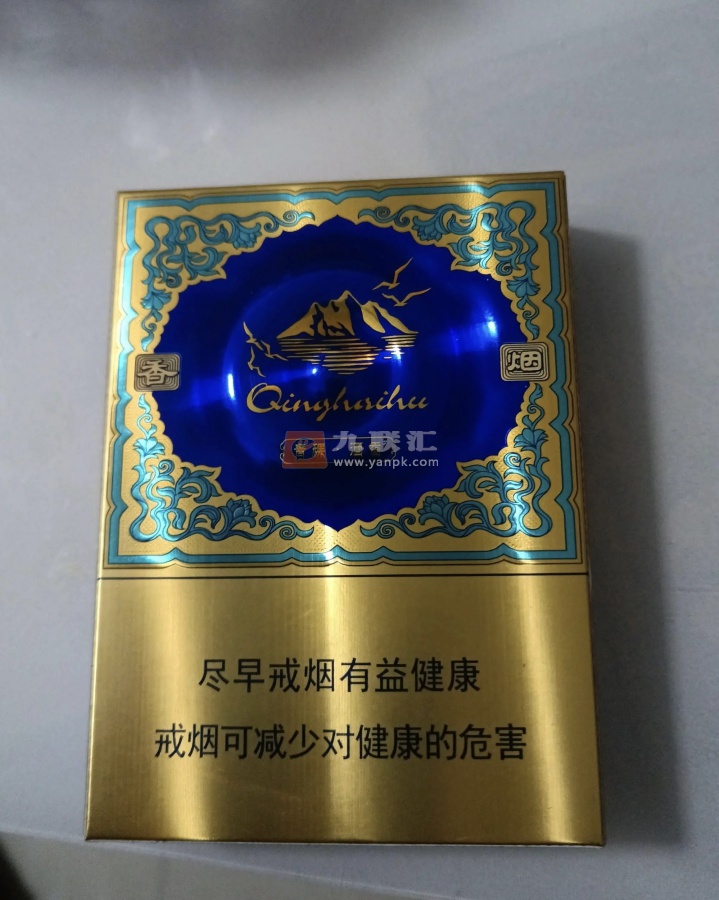 香 烟
Qinghaihu
九联汇
www.yanpk.com
尽早戒烟有益健康
戒烟可减少对健康的危害